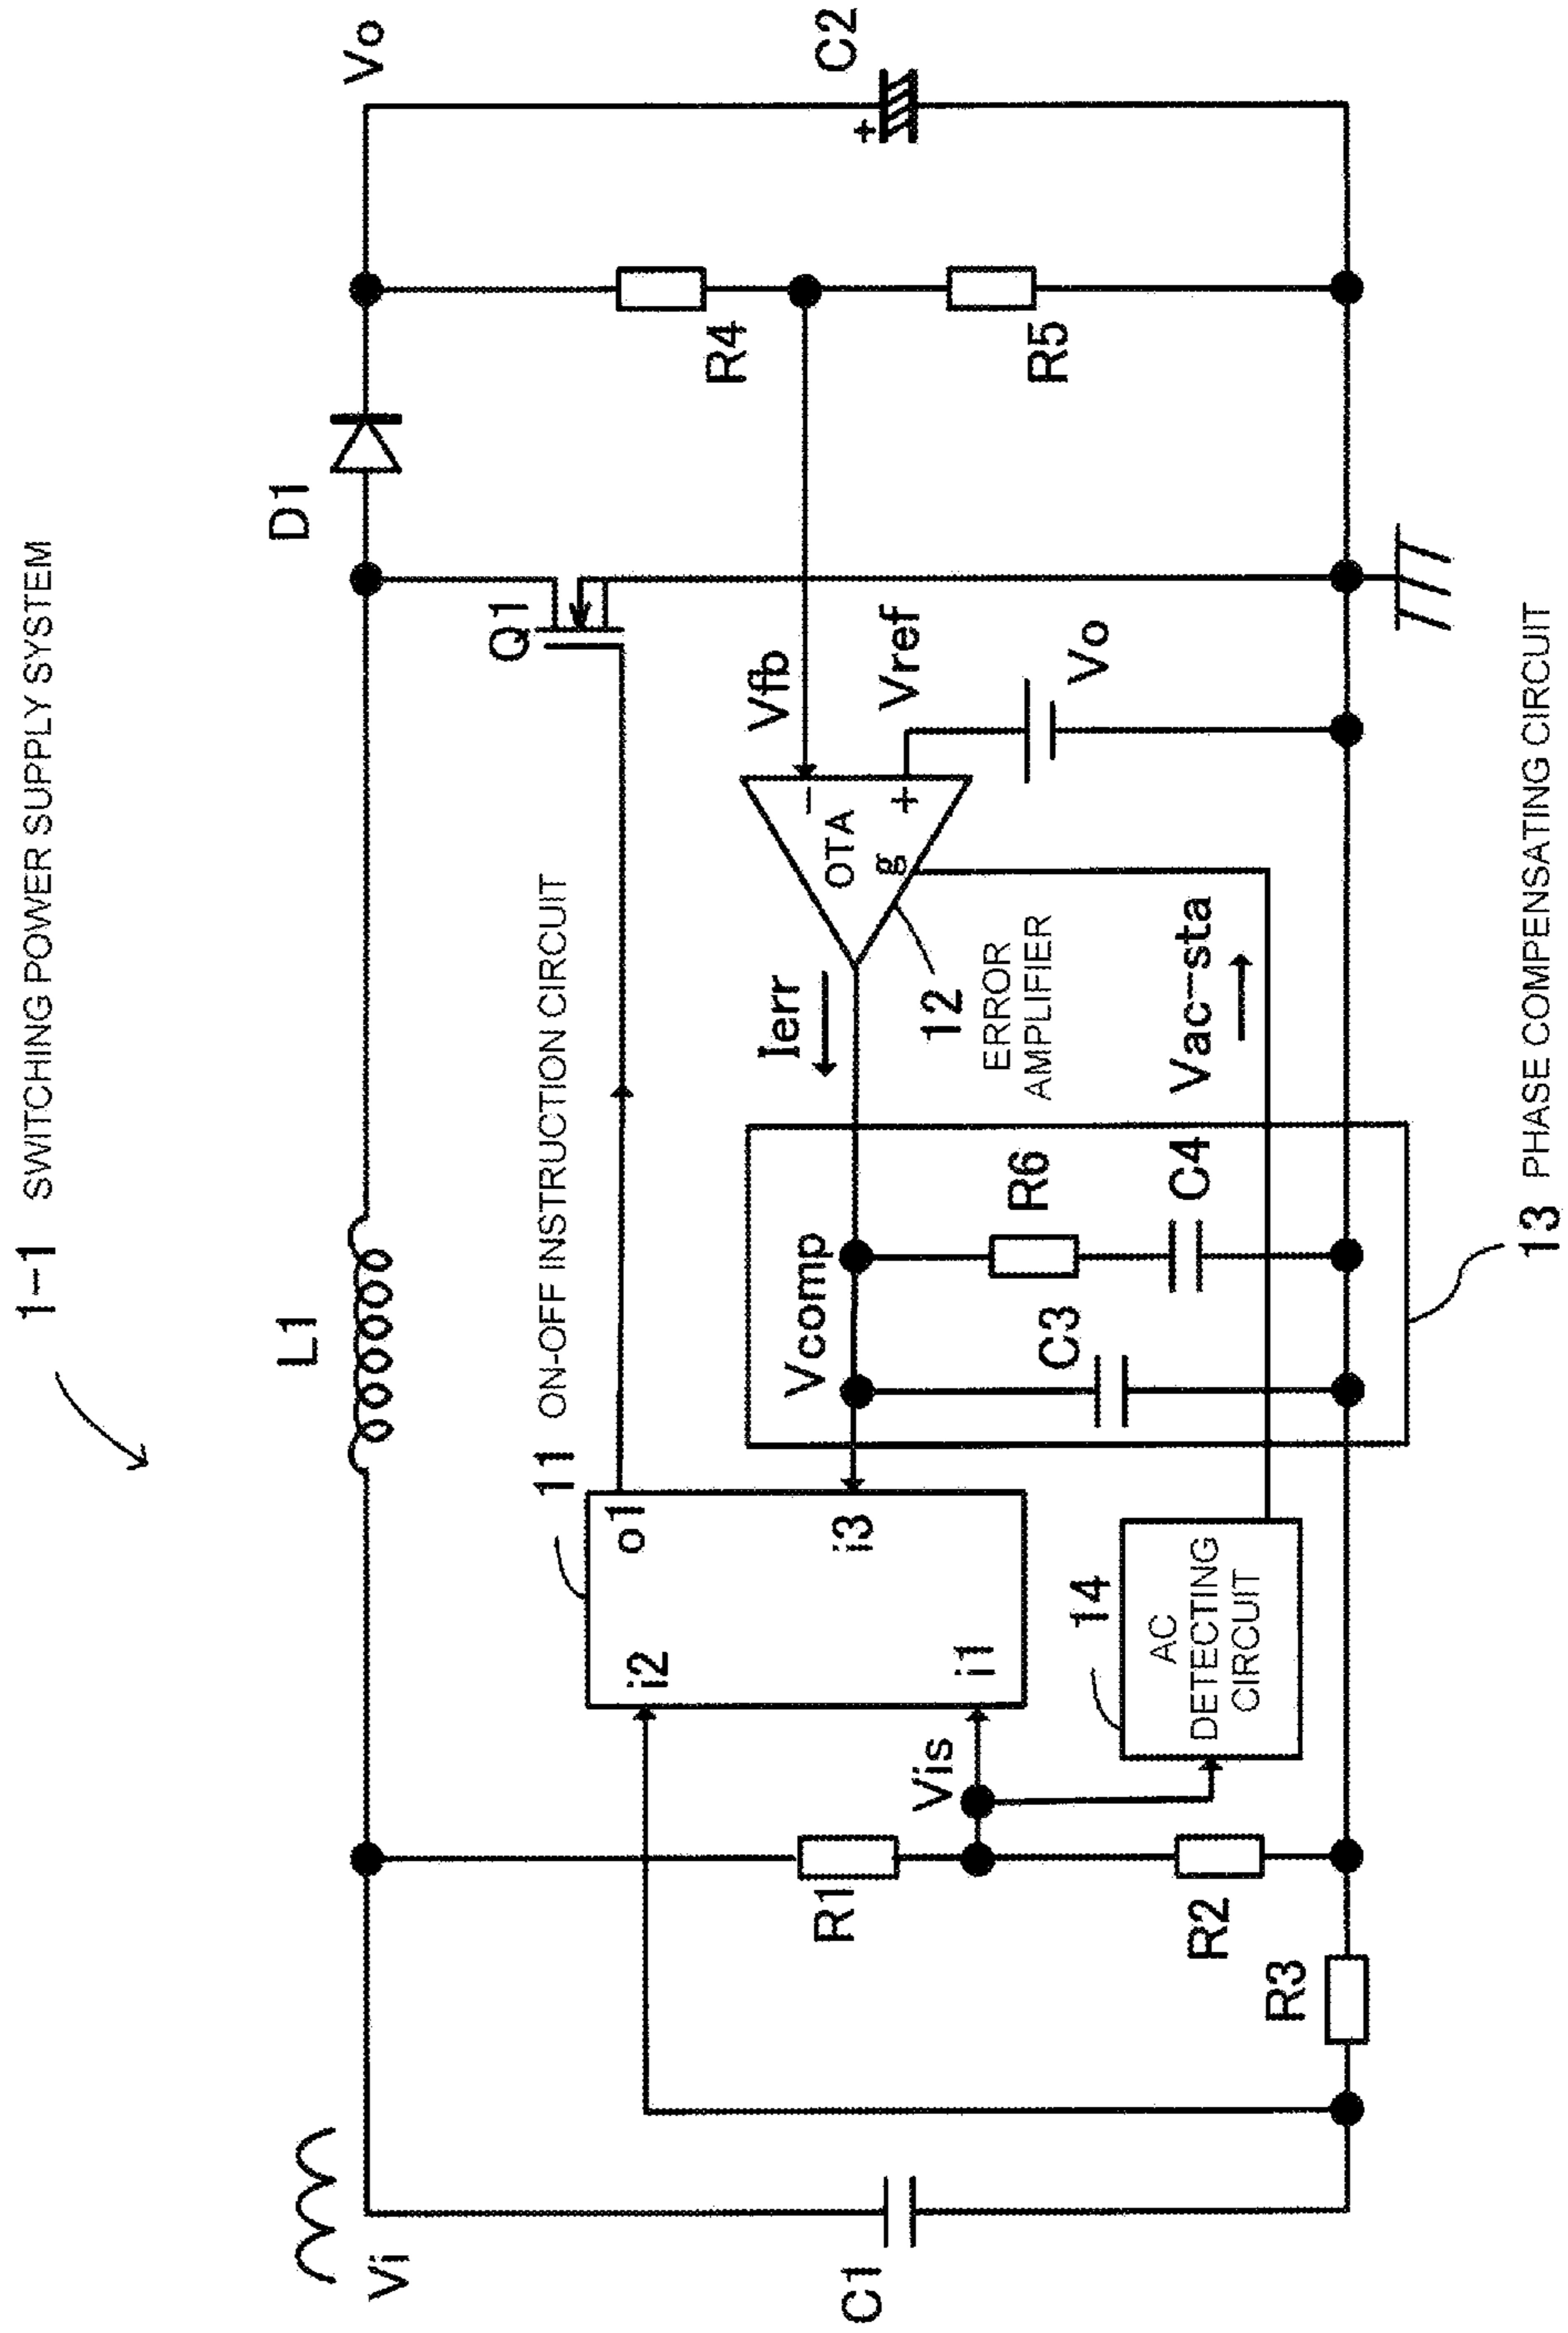 1-1 SWITCHING POWER SUPPLY SYSTEM
Vi
L1
D1
Vo
Q1
11 ON-OFF INSTRUCTION CIRCUIT
i2
o1
i3
i1
C1
R1
Vis
R2
R3
14
AC
DETECTING
CIRCUIT
Vcomp
C3
R6
C4
Ierr
12
ERROR
AMPLIFIER
Vac-sta
OTA
-
+
g
Vfb
Vref
Vo
R4
R5
+
C2
13 PHASE COMPENSATING CIRCUIT